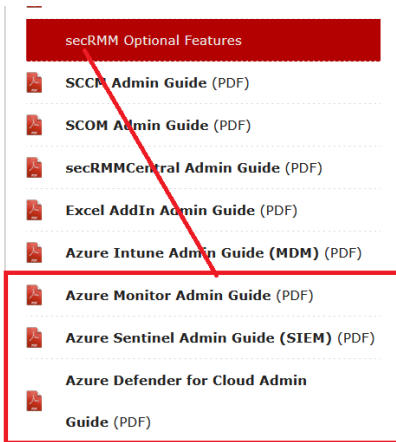 secRMM Optional Features
SCCM Admin Guide (PDF)
SCOM Admin Guide (PDF)
secRMMCentral Admin Guide (PDF)
Excel AddIn Admin Guide (PDF)
Azure Intune Admin Guide (MDM) (PDF)
Azure Monitor Admin Guide (PDF)
Azure Sentinel Admin Guide (SIEM) (PDF)
Azure Defender for Cloud Admin
Guide (PDF)